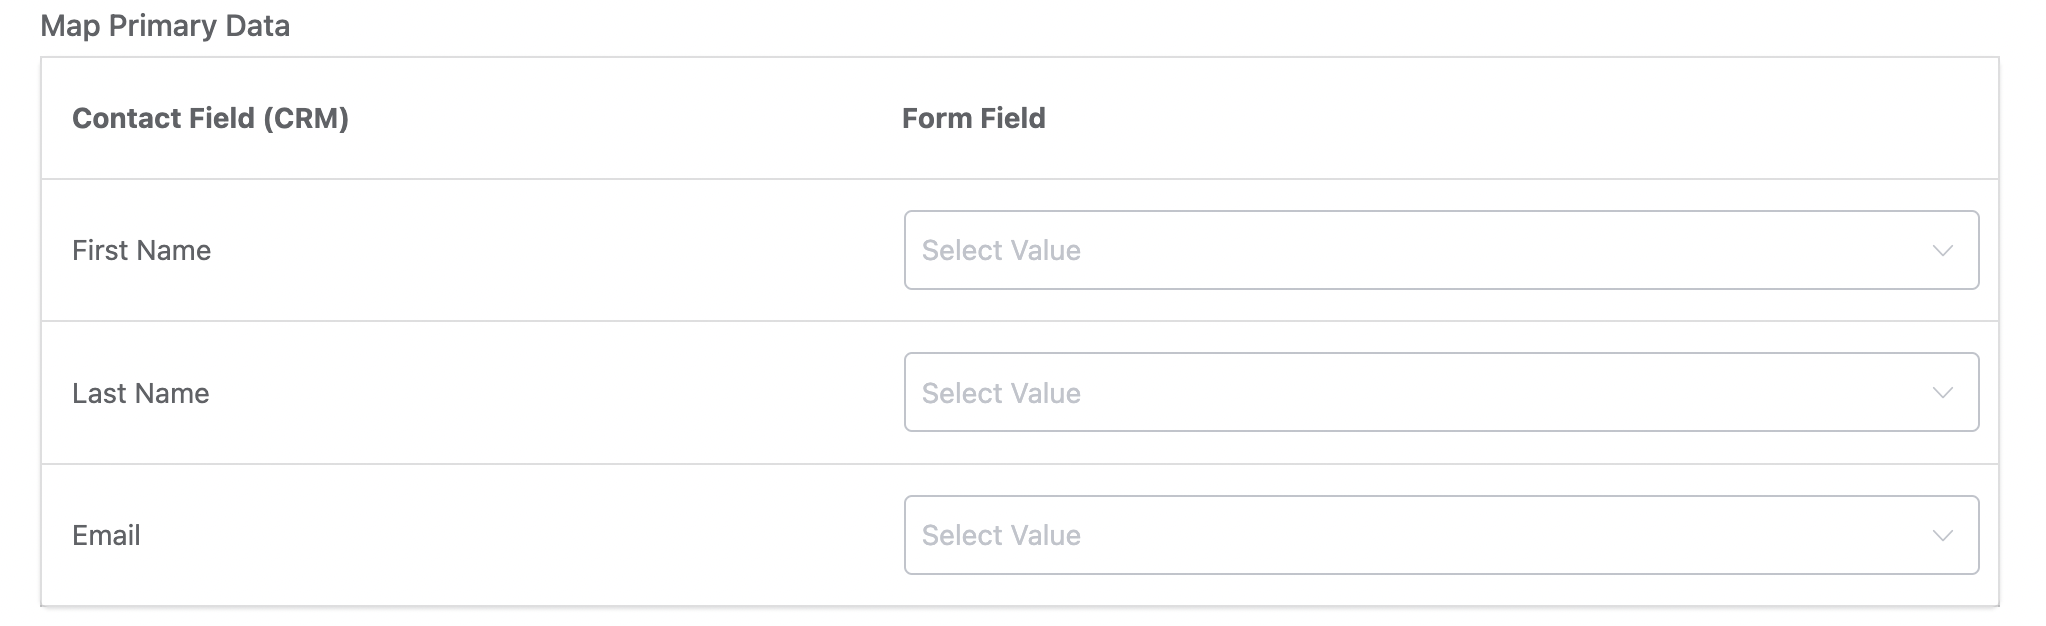 Map Primary Data
Contact Field (CRM) Form Field
First Name Select Value
Last Name Select Value
Email Select Value